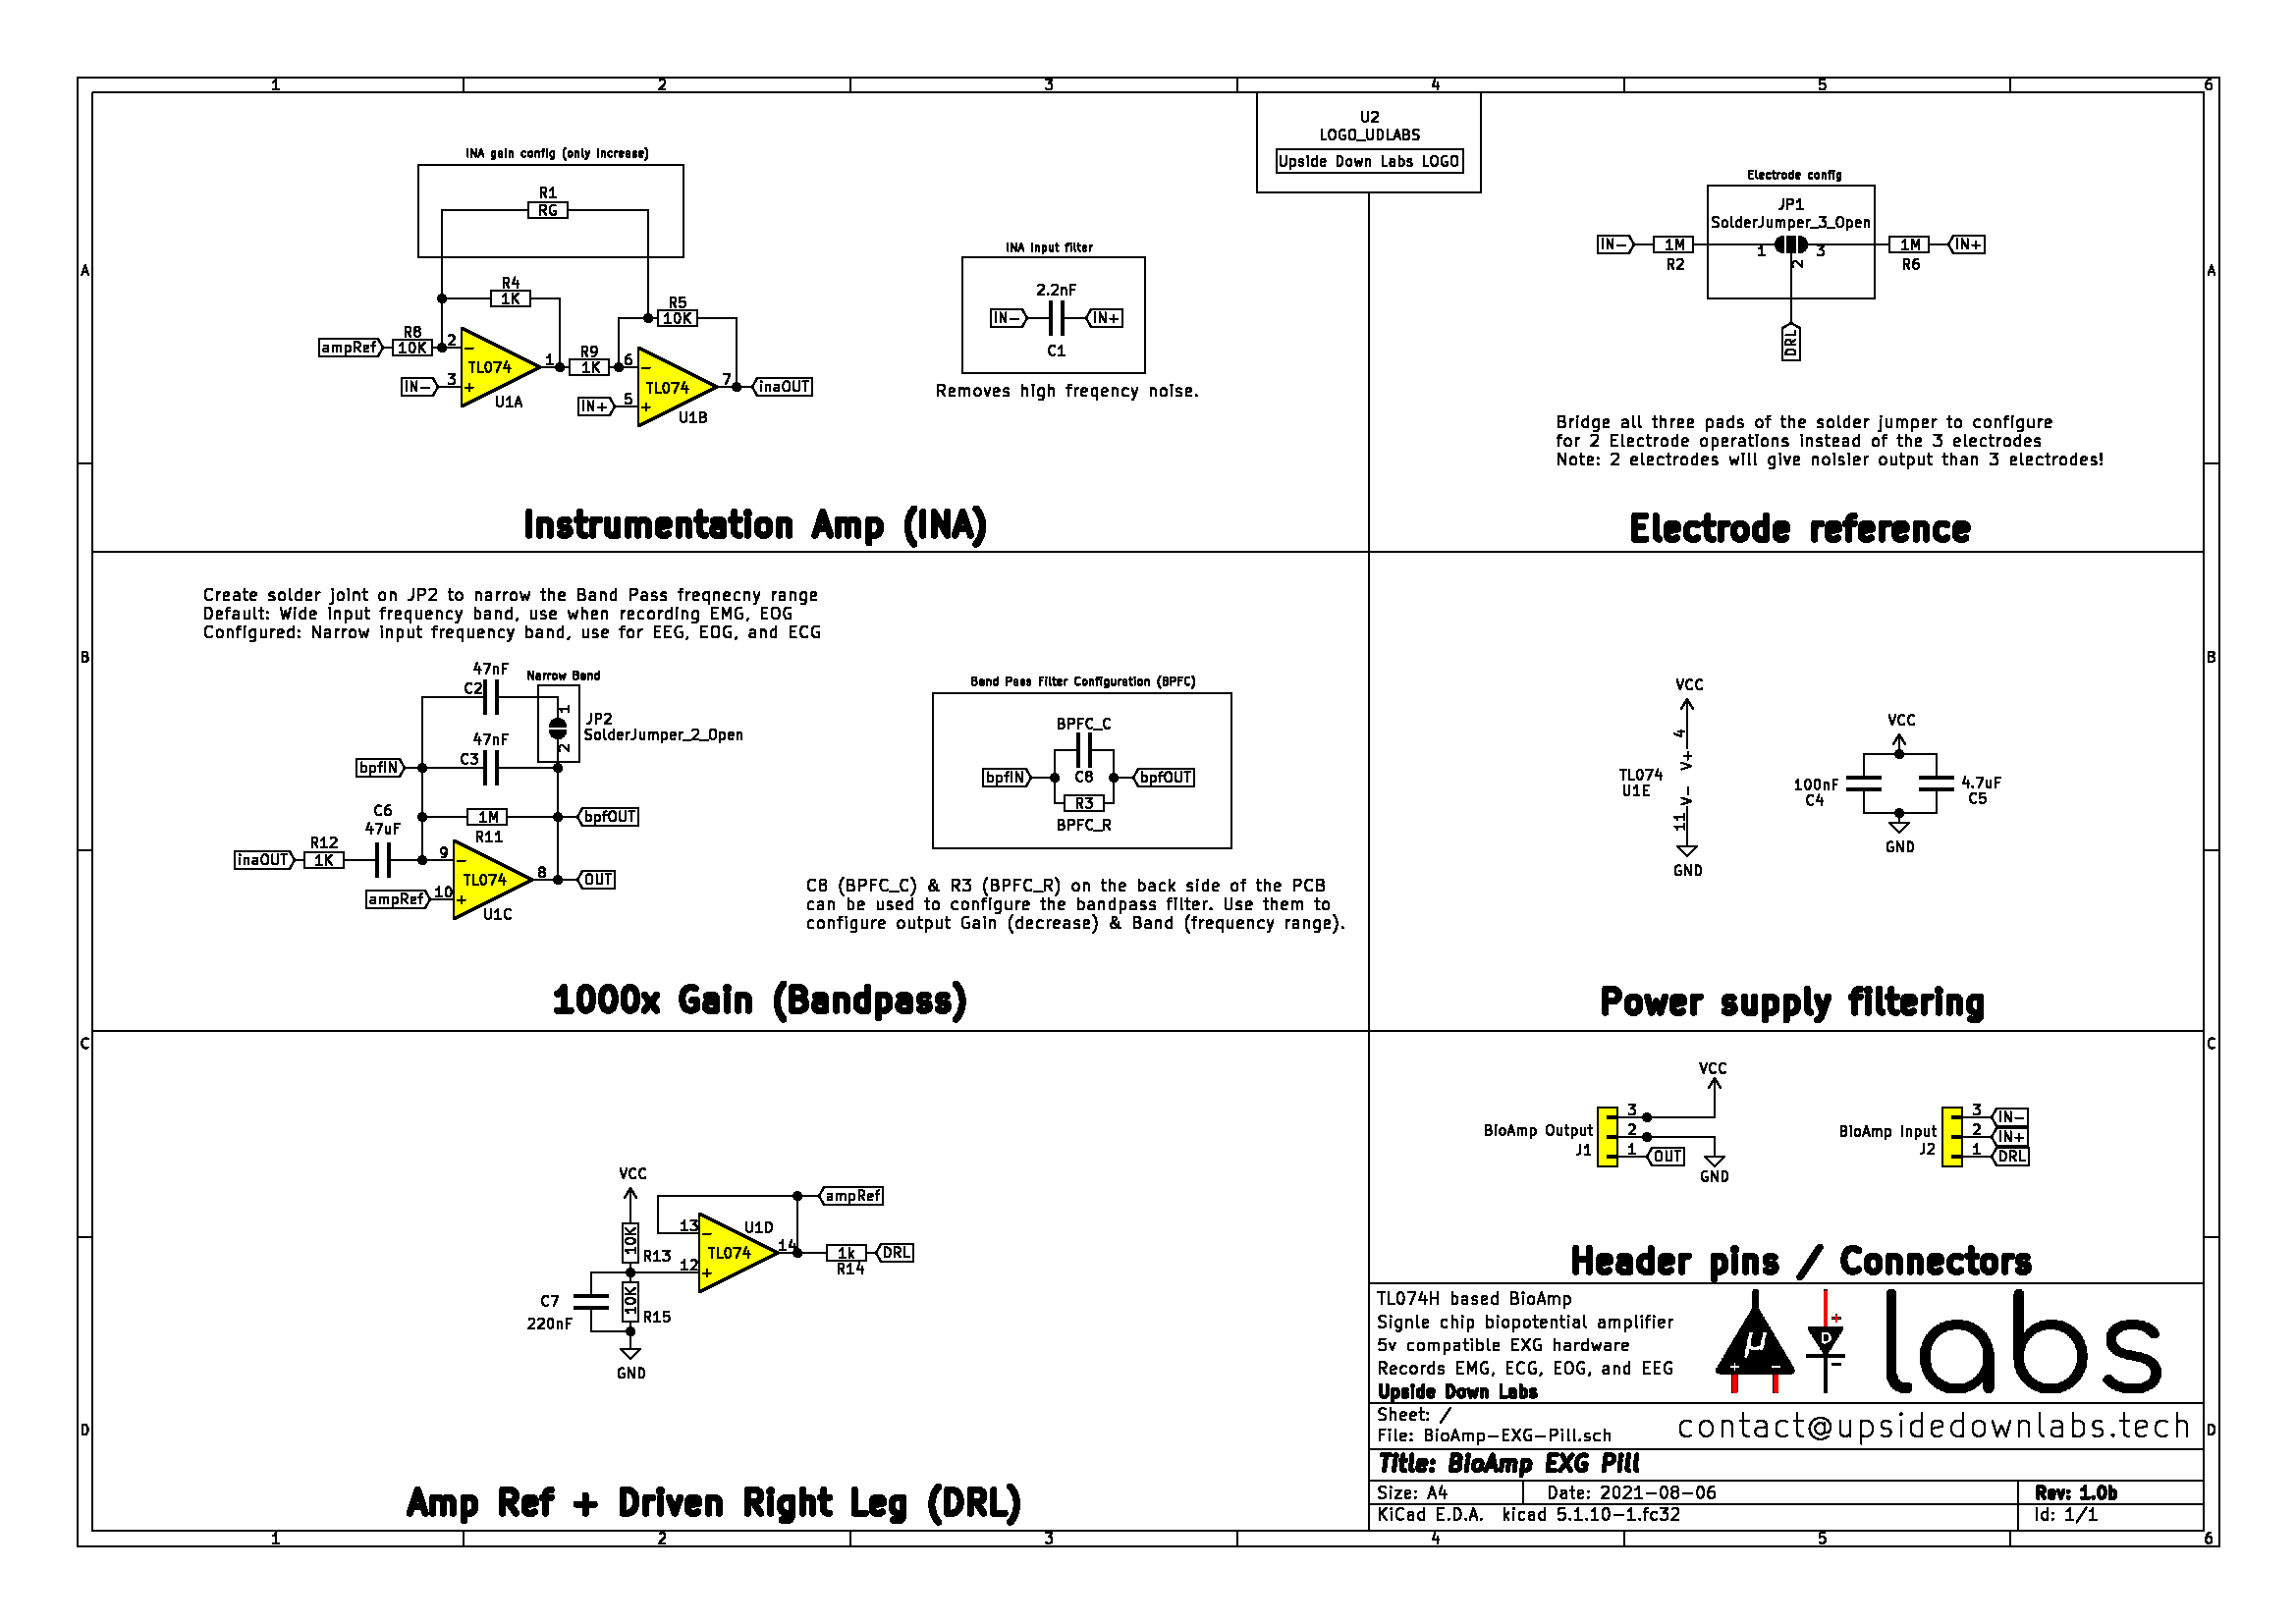 1 2 3 4 5 6
U2
LOGO_UDLABS
Upside Down Labs LOGO
INA gain config (only increase)
R1
RG
R4
1K
R5
10K
ampRef
R8
10K
2
−
TL074
1
R9
1K
6
−
IN−
3
+
U1A
TL074
7
inaOUT
IN+
5
+
U1B
INA Input filter
2.2nF
IN−
IN+
C1
Removes high freqency noise.
Instrumentation Amp (INA)
Electrode config
JP1
SolderJumper_3_Open
IN−
1M
R2
1
2
3
1M
R6
IN+
DRL
Bridge all three pads of the solder jumper to configure
for 2 Electrode operations instead of the 3 electrodes
Note: 2 electrodes will give noisier output than 3 electrodes!
Electrode reference
A
A
Create solder joint on JP2 to narrow the Band Pass freqnecny range
Default: Wide input frequency band, use when recording EMG, EOG
Configured: Narrow input frequency band, use for EEG, EOG, and ECG
B
B
47nF
C2
Narrow Band
1
JP2
SolderJumper_2_Open
2
47nF
C3
bpfIN
C6
47uF
1M
R11
bpfOUT
inaOUT
R12
1K
9
−
TL074
8
OUT
ampRef
10
+
U1C
Band Pass Filter Configuration (BPFC)
BPFC_C
bpfIN
C8
bpfOUT
R3
BPFC_R
C8 (BPFC_C) & R3 (BPFC_R) on the back side of the PCB
can be used to configure the bandpass filter. Use them to
configure output Gain (decrease) & Band (frequency range).
1000x Gain (Bandpass)
VCC
4
V+
TL074
U1E
V−
11
GND
VCC
100nF
C4
4.7uF
C5
GND
Power supply filtering
C
C
VCC
10K
R13
10K
R15
C7
220nF
GND
13
−
TL074
U1D
12
+
14
ampRef
1k
R14
DRL
Amp Ref + Driven Right Leg (DRL)
VCC
BioAmp Output
J1
3
2
1
OUT
GND
BioAmp Input
J2
3
IN−
2
IN+
1
DRL
Header pins / Connectors
TL074H based BioAmp
Signle chip biopotential amplifier
5v compatible EXG hardware
Records EMG, ECG, EOG, and EEG
Upside Down Labs
µ
+ −
+
D
−
labs
Sheet: /
File: BioAmp-EXG-Pill.sch
contact@upsidedownlabs.tech
Title: BioAmp EXG Pill
Size: A4
Date: 2021-08-06
Rev: 1.0b
KiCad E.D.A. kicad 5.1.10-1.fc32
Id: 1/1
D
D
1 2 3 4 5 6